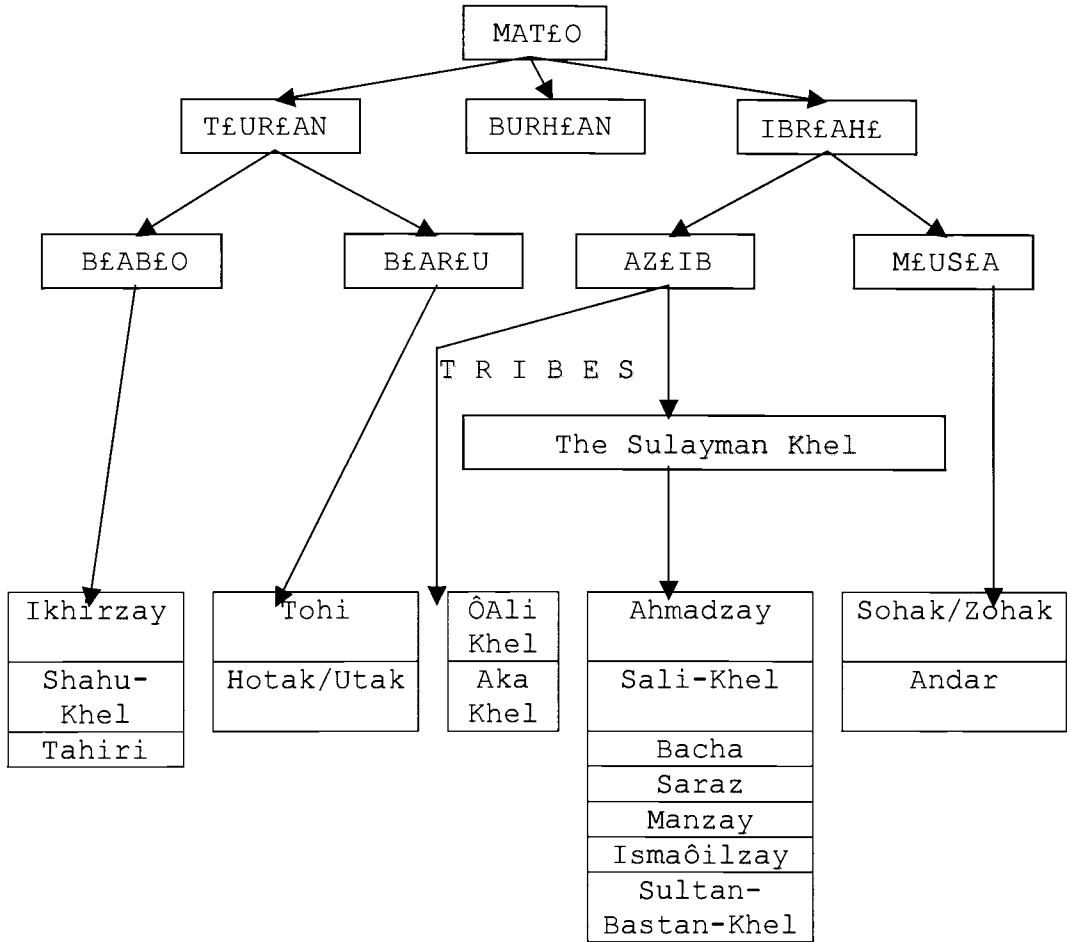 MAT£O
T£UR£AN
BURH£AN
IBR£AH£
B£AB£O
B£AR£U
AZ£IB
M£US£A
T R I B E S
The Sulayman Khel
Ikhirzay
Shahu-
Khel
Tahiri
Tohi
Hotak/Utak
ÔAli
Khel
Aka
Khel
Ahmadzay
Sali-Khel
Bacha
Saraz
Manzay
Ismaôilzay
Sultan-
Bastan-Khel
Sohak/Zohak
Andar